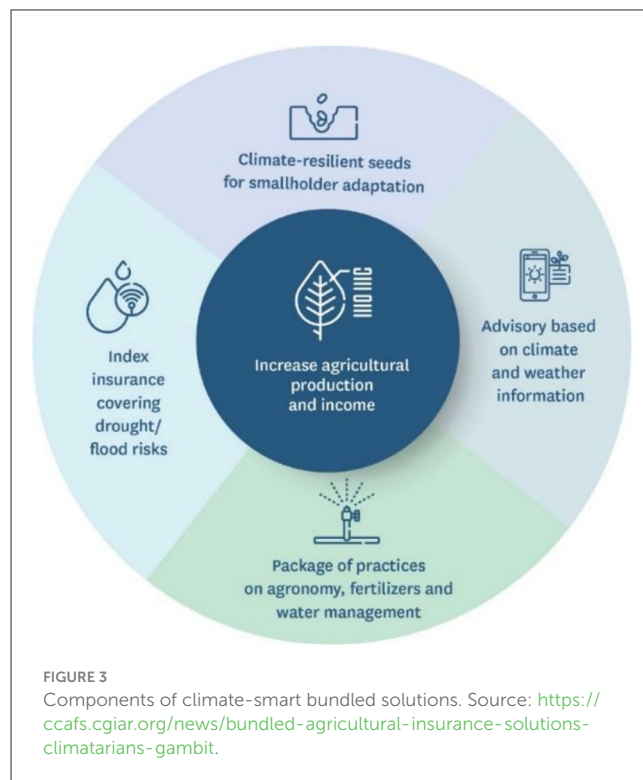 Climate-resilient seeds
for smallholder adaptation
Index
insurance
covering
drought/
flood risks
Increase agricultural
production
and income
Advisory based
on climate
and weather
information
Package of practices
on agronomy, fertilizers and
water management
FIGURE 3
Components of climate-smart bundled solutions. Source: https://
ccafs.cgiar.org/news/bundled-agricultural-insurance-solutions-
climatarians-gambit.